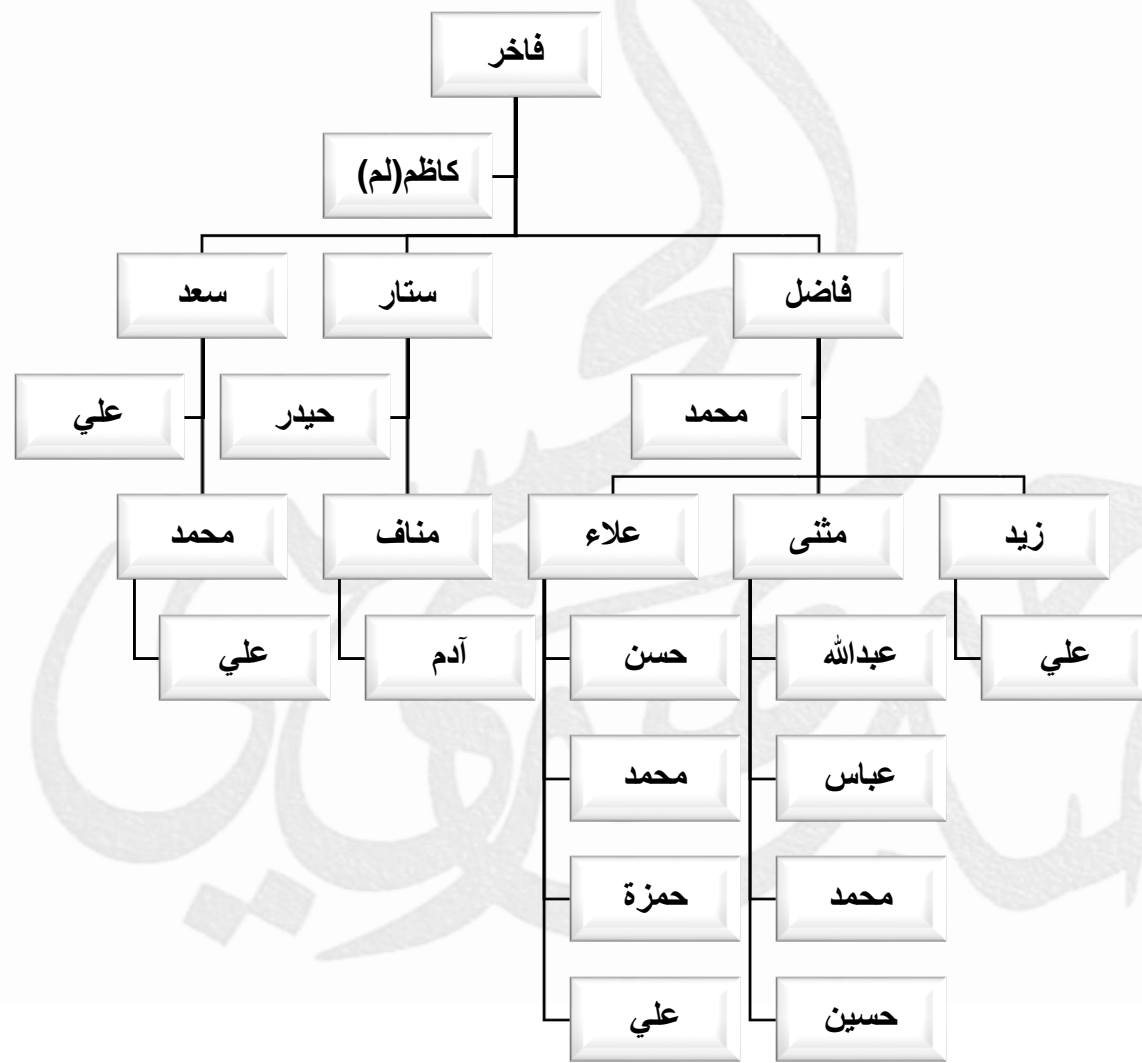 فاخر
كاظم(لم)
فاضل
ستار
سعد
محمد
حيدر
علي
زيد
مثنى
علاء
مناف
محمد
علي
عبدالله
حسن
آدم
علي
عباس
محمد
محمد
حمزة
حسين
علي